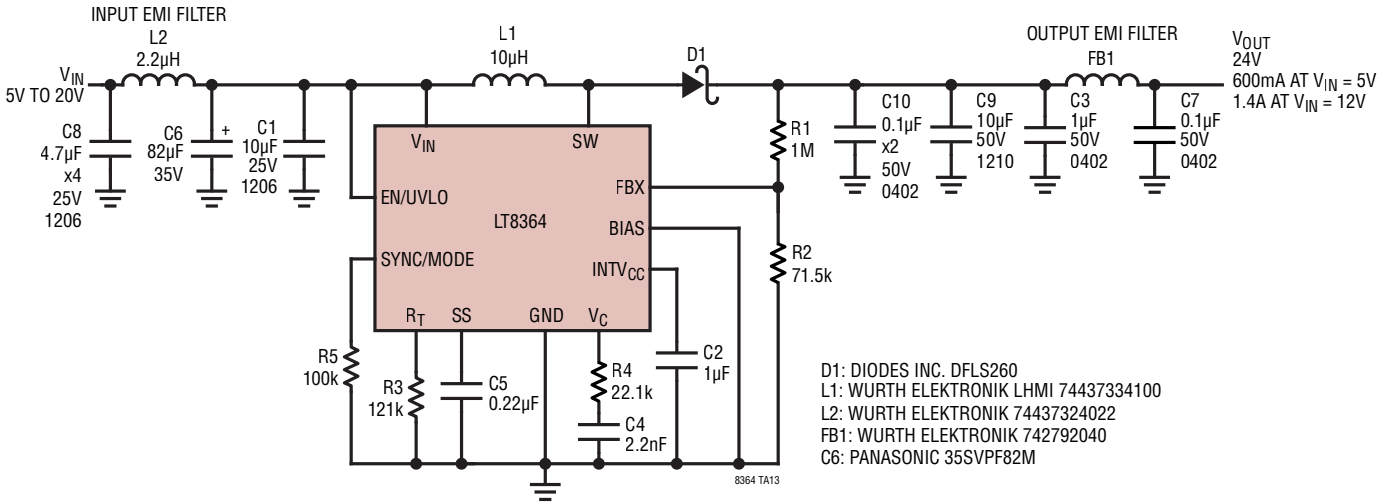 INPUT EMI FILTER
L2
2.2µH
VIN
5V TO 20V
C8
4.7µF
x4
25V
1206
C6
82µF
35V
+
C1
10µF
25V
1206
L1
10µH
D1
VIN
SW
EN/UVLO
FBX
LT8364
BIAS
SYNC/MODE
INTVCC
RT
SS
GND
VC
R5
100k
R3
121k
C5
0.22µF
R4
22.1k
C4
2.2nF
C2
1µF
R1
1M
R2
71.5k
C10
0.1µF
x2
50V
0402
C9
10µF
50V
1210
C3
1µF
50V
0402
OUTPUT EMI FILTER
FB1
C7
0.1µF
50V
0402
VOUT
24V
600mA AT VIN = 5V
1.4A AT VIN = 12V
D1: DIODES INC. DFLS260
L1: WURTH ELEKTRONIK LHMI 74437334100
L2: WURTH ELEKTRONIK 74437324022
FB1: WURTH ELEKTRONIK 742792040
C6: PANASONIC 35SVPF82M
8364 TA13